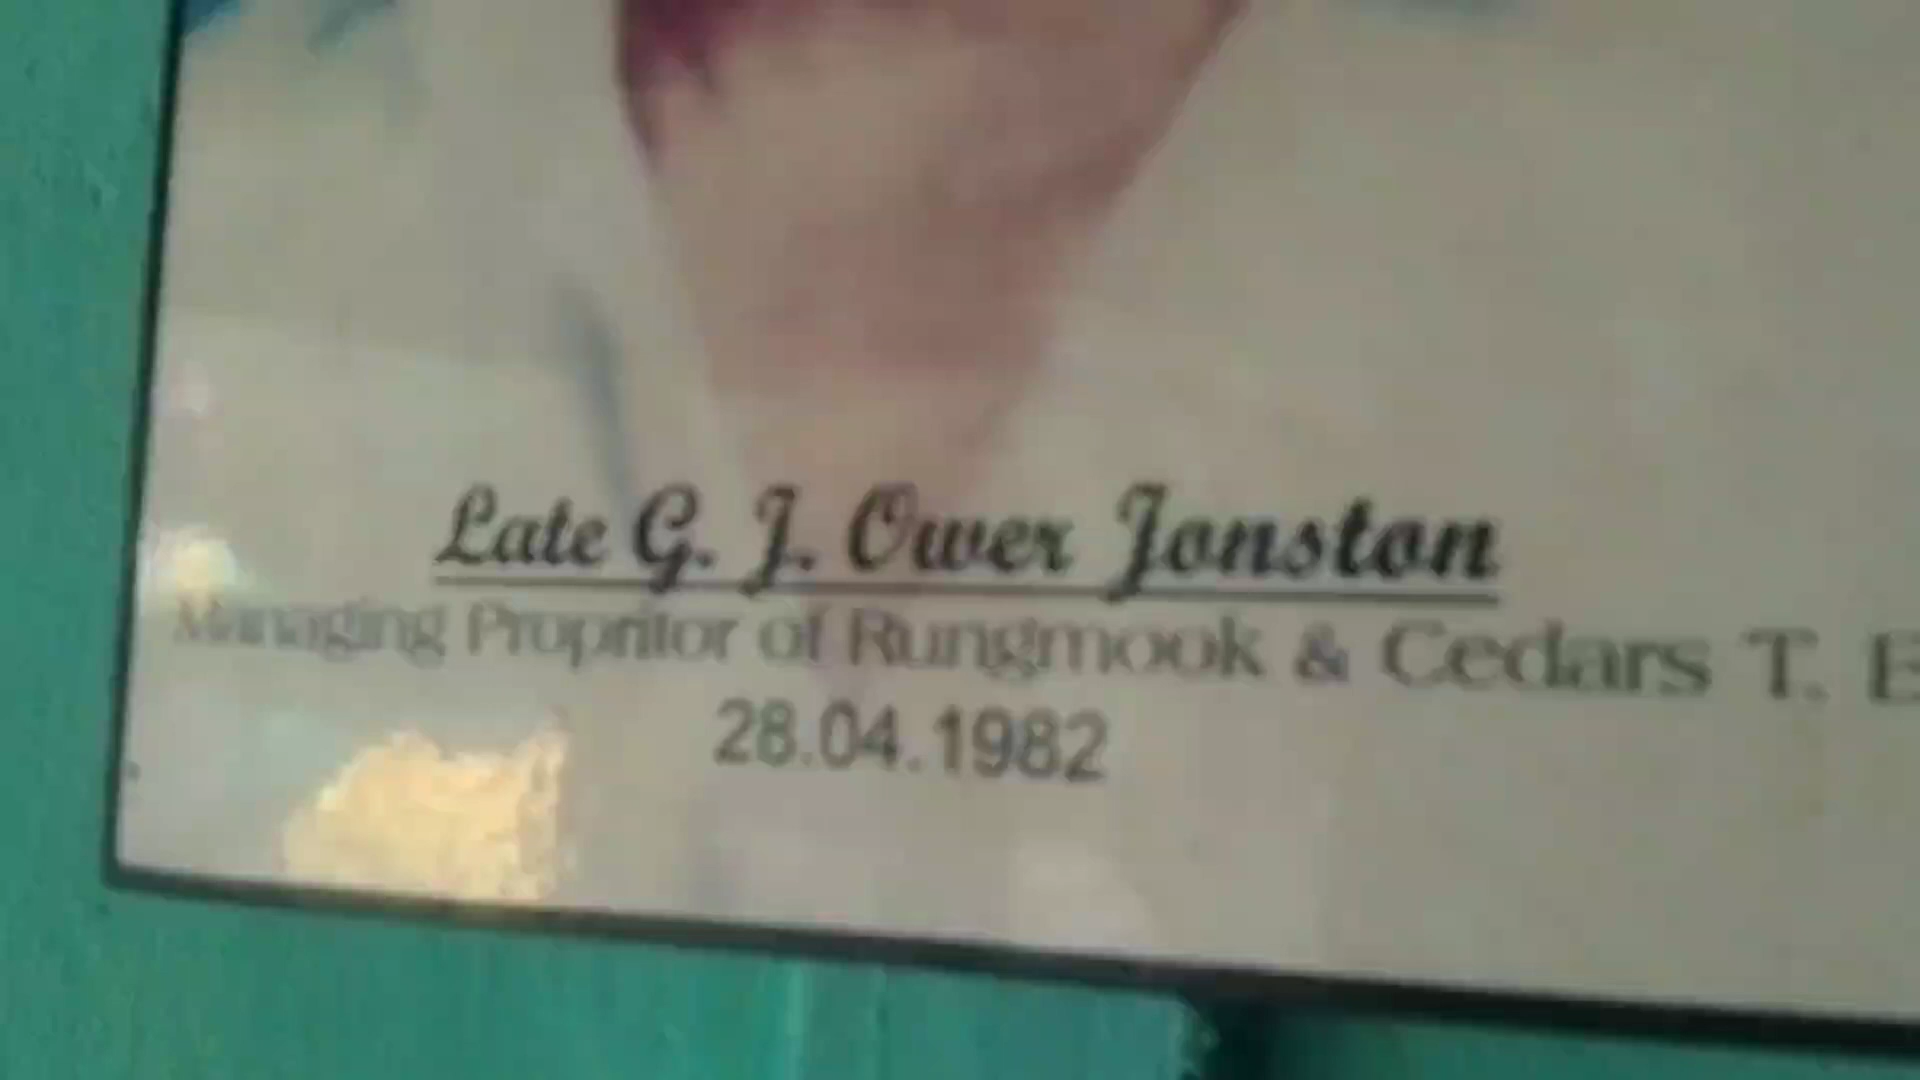 Late G. J. Ower Jonston
Managing Propritor of Rungmook & Cedars T. E
28.04.1982